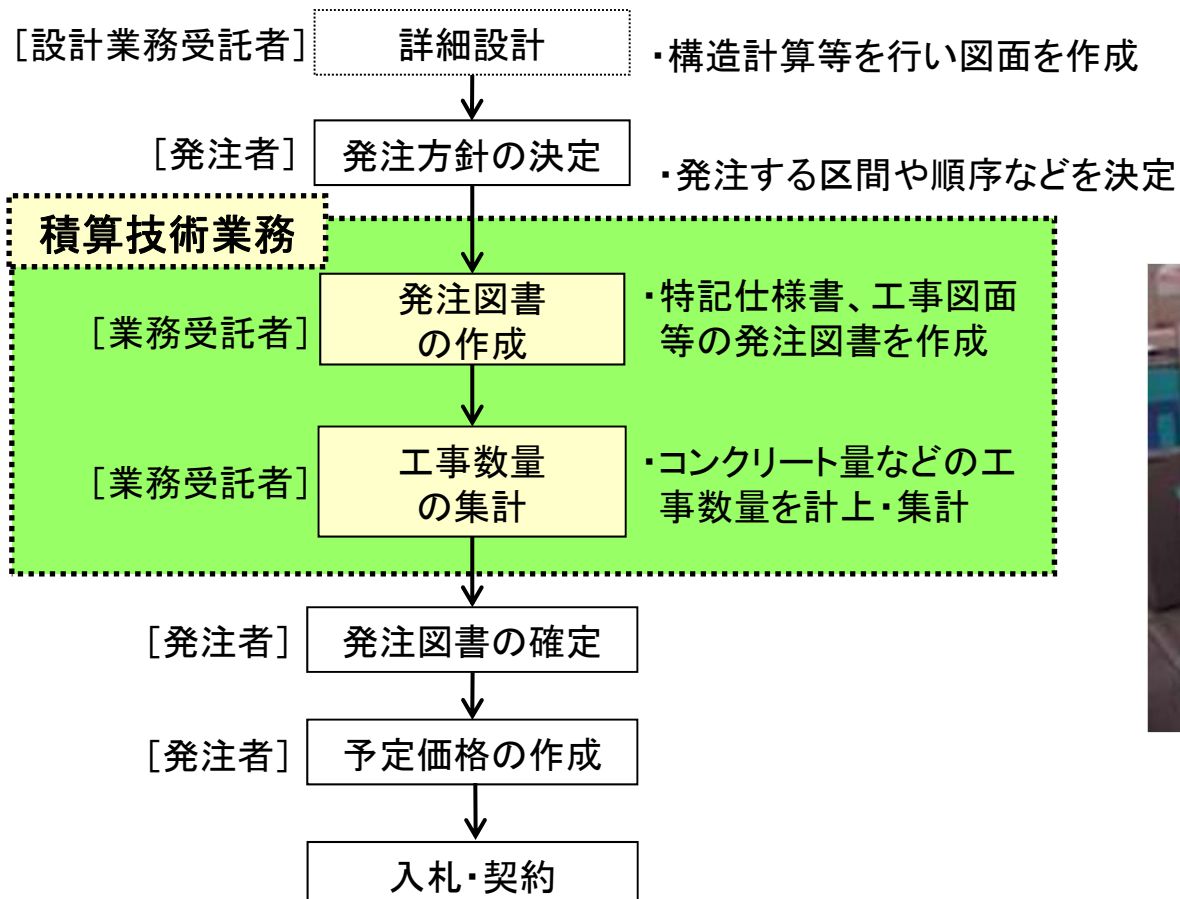 [設計業務受託者] 詳細設計 ・構造計算等を行い図面を作成
[発注者] 発注方針の決定 ・発注する区間や順序などを決定
積算技術業務
[業務受託者]
発注図書
の作成
・特記仕様書、工事図面
等の発注図書を作成
[業務受託者]
工事数量
の集計
・コンクリート量などの工
事数量を計上・集計
[発注者] 発注図書の確定
[発注者] 予定価格の作成
入札・契約